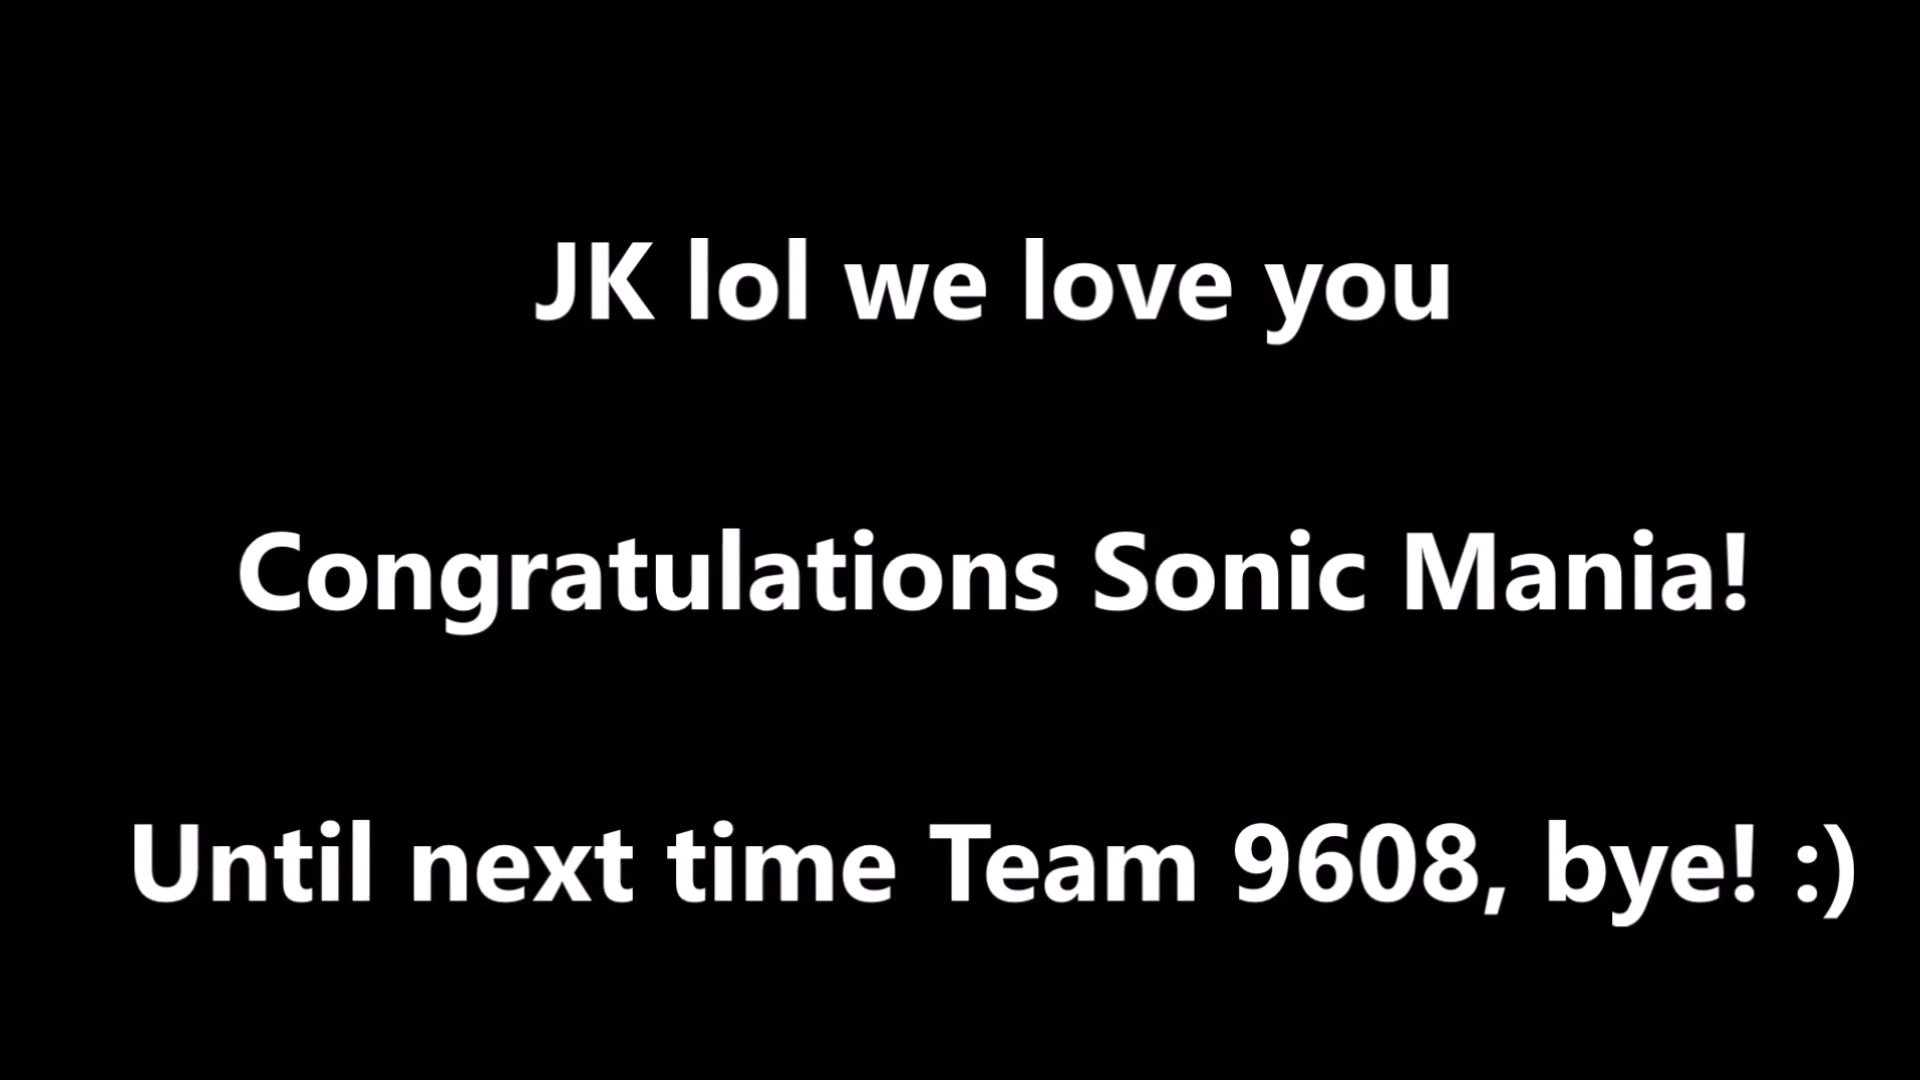 JK lol we love you
Congratulations Sonic Mania!
Until next time Team 9608, bye! :)